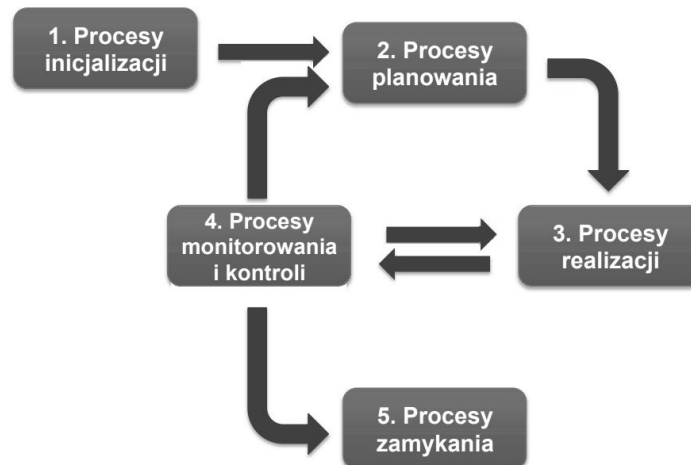 1. Procesy
inicjalizacji
2. Procesy
planowania
4. Procesy
monitorowania
i kontroli
3. Procesy
realizacji
5. Procesy
zamykania